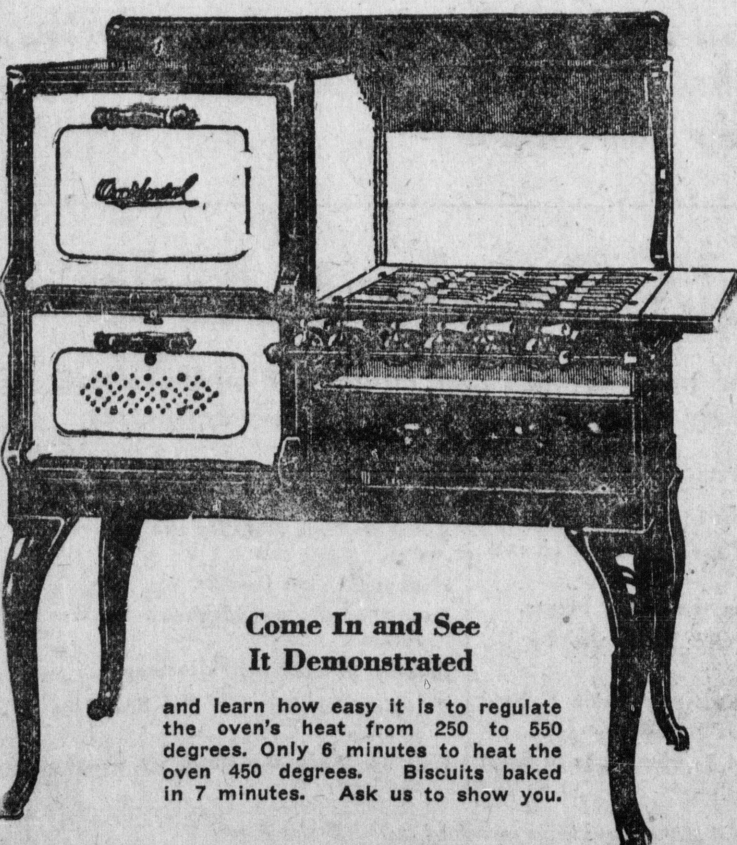 Occidental
Come In and See
It Demonstrated
and learn how easy it is to regulate
the oven's heat from 250 to 550
degrees. Only 6 minutes to heat the
oven 450 degrees. Biscuits baked
in 7 minutes. Ask us to show you.